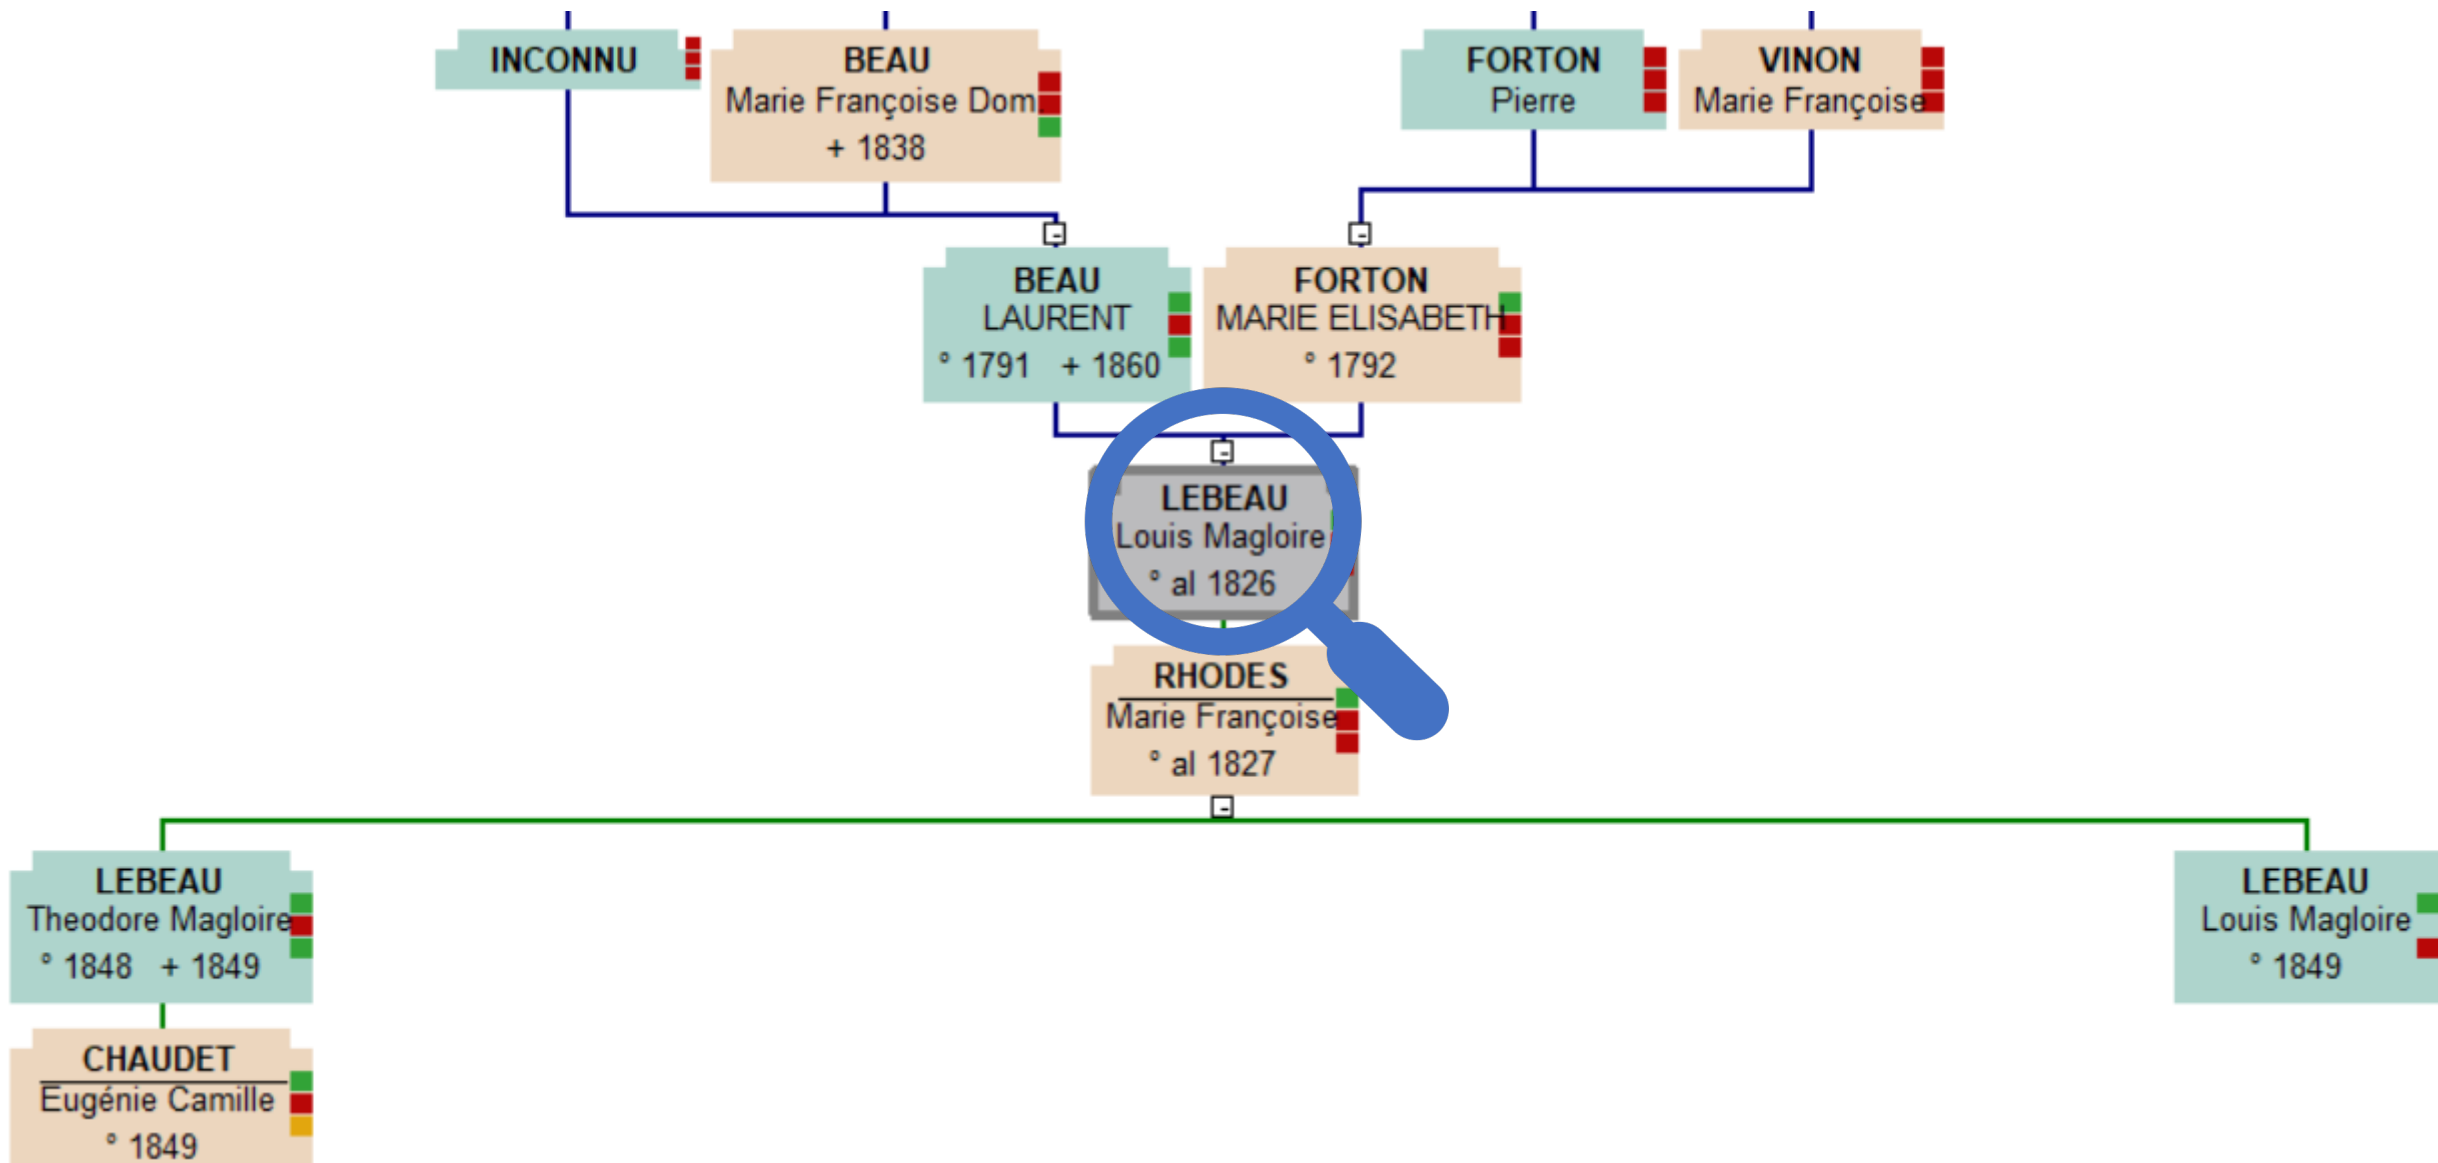 INCONNU
BEAU
Marie Françoise Dom
+ 1838
FORTON
Pierre
VINON
Marie Françoise
BEAU
LAURENT
° 1791 + 1860
FORTON
MARIE ELISABETH
° 1792
LEBEAU
Louis Magloire
° al 1826
RHODES
Marie Françoise
° al 1827
LEBEAU
Theodore Magloire
° 1848 + 1849
LEBEAU
Louis Magloire
° 1849
CHAUDET
Eugénie Camille
° 1849